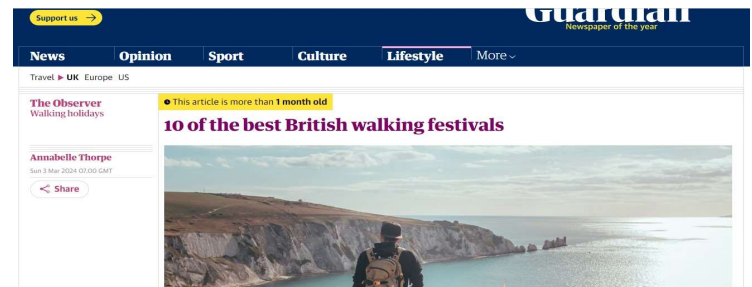 Support us
Guardian
Newspaper of the year
News Opinion Sport Culture Lifestyle More
Travel UK Europe US
The Observer
Walking holidays
This article is more than 1 month old
10 of the best British walking festivals
Annabelle Thorpe
Sun 3 Mar 2024 07.00 GMT
Share